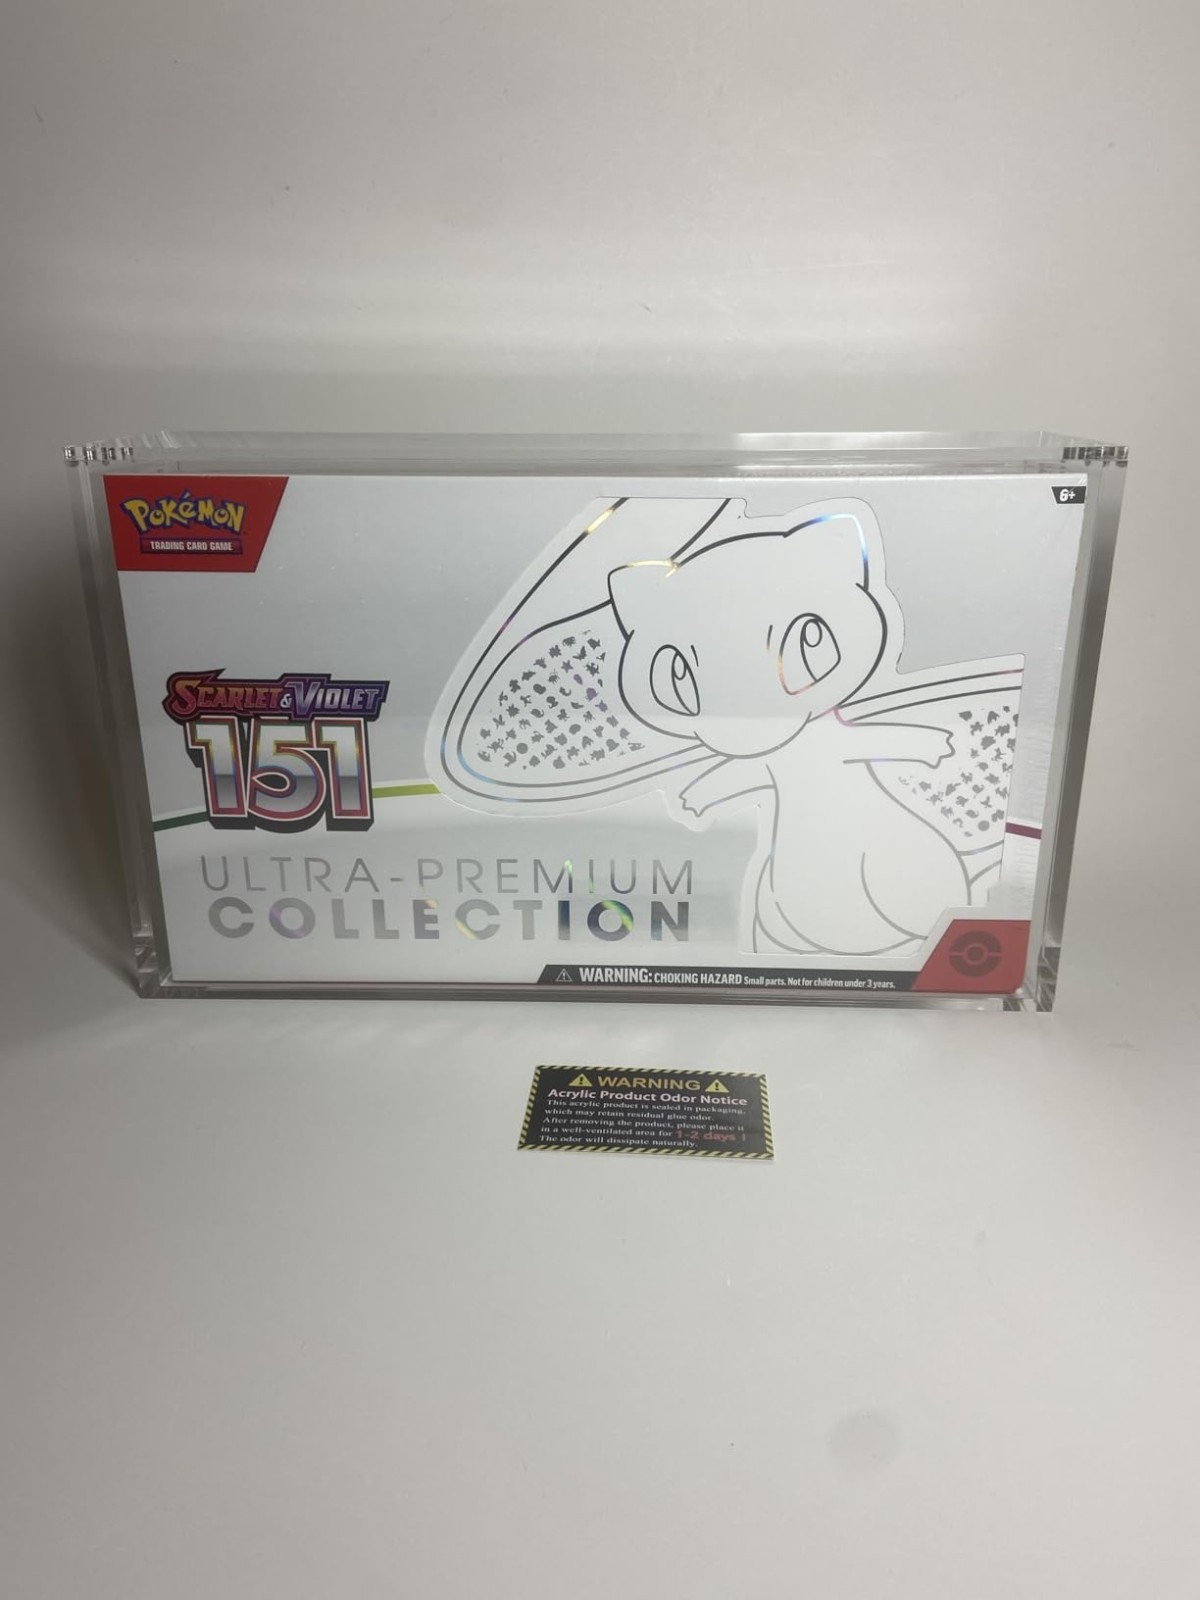 POKéMON
TRADING CARD GAME
6+
SCARLET & VIOLET
151
ULTRA-PREMIUM
COLLECTION
WARNING: CHOKING HAZARD Small parts. Not for children under 3 years.
WARNING
Acrylic Product Odor Notice
This acrylic product is sealed in packaging,
which may retain residual glue odor.
After removing the product, please place it
in a well-ventilated area for 1-2 days !
The odor will dissipate naturally.